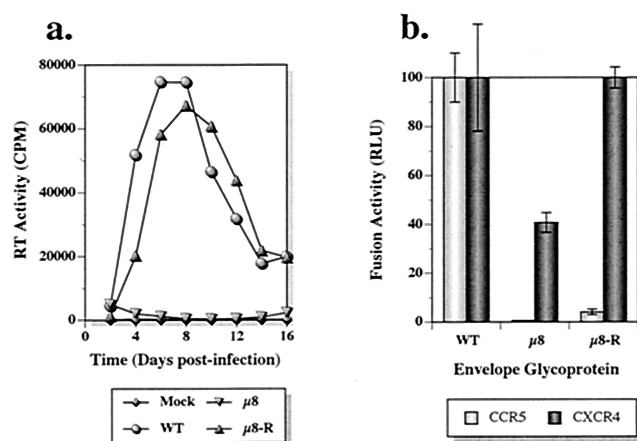 a.
80000
60000
40000
20000
0
RT Activity (CPM)
0 4 8 12 16
Time (Days post-infection)
Mock
μ8
WT
μ8-R
b.
100
80
60
40
20
0
Fusion Activity (RLU)
WT μ8 μ8-R
Envelope Glycoprotein
CCR5 CXCR4